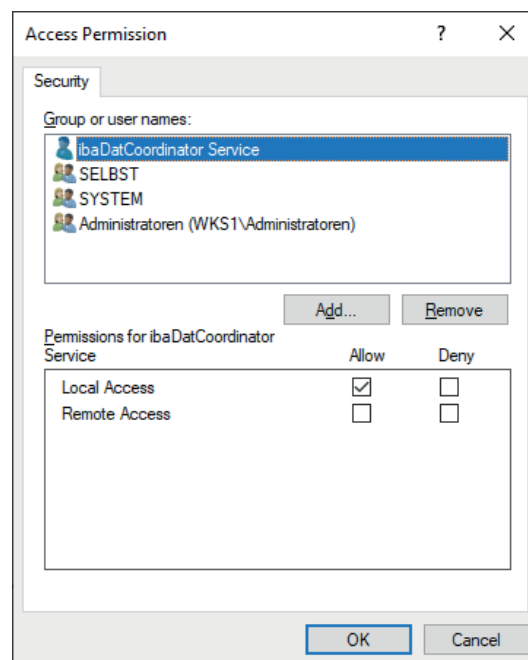 Access Permission
?
Security
Group or user names:
ibaDatCoordinator Service
SELBST
SYSTEM
Administratoren (WKS1\Administratoren)
Add...
Remove
Permissions for ibaDatCoordinator
Service
Allow
Deny
Local Access
Remote Access
OK
Cancel